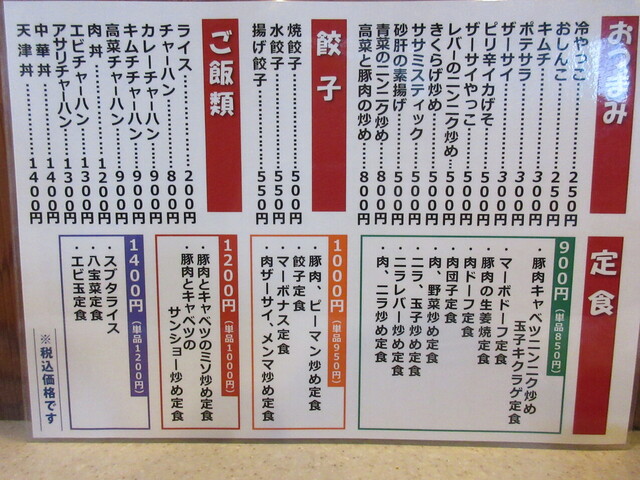 おつまみ
冷やっこ…………250円
おしんこ…………250円
キムチ……………300円
ポテサラ…………300円
ザーサイ…………300円
ピリ辛イカげそ……500円
ザーサイやっこ……500円
レバーのニンニク炒め…500円
きくらげ炒め………500円
ササミスティック……500円
砂肝の素揚げ………500円
青菜のニンニク炒め…800円
高菜と豚肉の炒め…800円
餃子
焼餃子……………500円
水餃子……………550円
揚げ餃子…………550円
ご飯類
ライス……………200円
チャーハン………800円
カレーチャーハン…900円
キムチチャーハン…900円
高菜チャーハン……900円
肉丼……………1200円
エビチャーハン…1300円
アサリチャーハン…1300円
中華丼…………1400円
天津丼…………1400円
定食
900円(単品850円)
・豚肉キャベツニンニク炒め
玉子キクラゲ定食
・マーボドーフ定食
・豚肉の生姜焼定食
・肉ドーフ定食
・肉団子定食
・肉、野菜炒め定食
・ニラ、玉子炒め定食
・ニラレバー炒め定食
・肉、ニラ炒め定食
1000円(単品950円)
・豚肉、ピーマン炒め定食
・餃子定食
・マーボナス定食
・肉ザーサイ、メンマ炒め定食
1200円(単品1000円)
・豚肉とキャベツのミソ炒め定食
・豚肉とキャベツの
サンショー炒め定食
1400円(単品1200円)
・スブタライス
・八宝菜定食
・エビ玉定食
※税込価格です